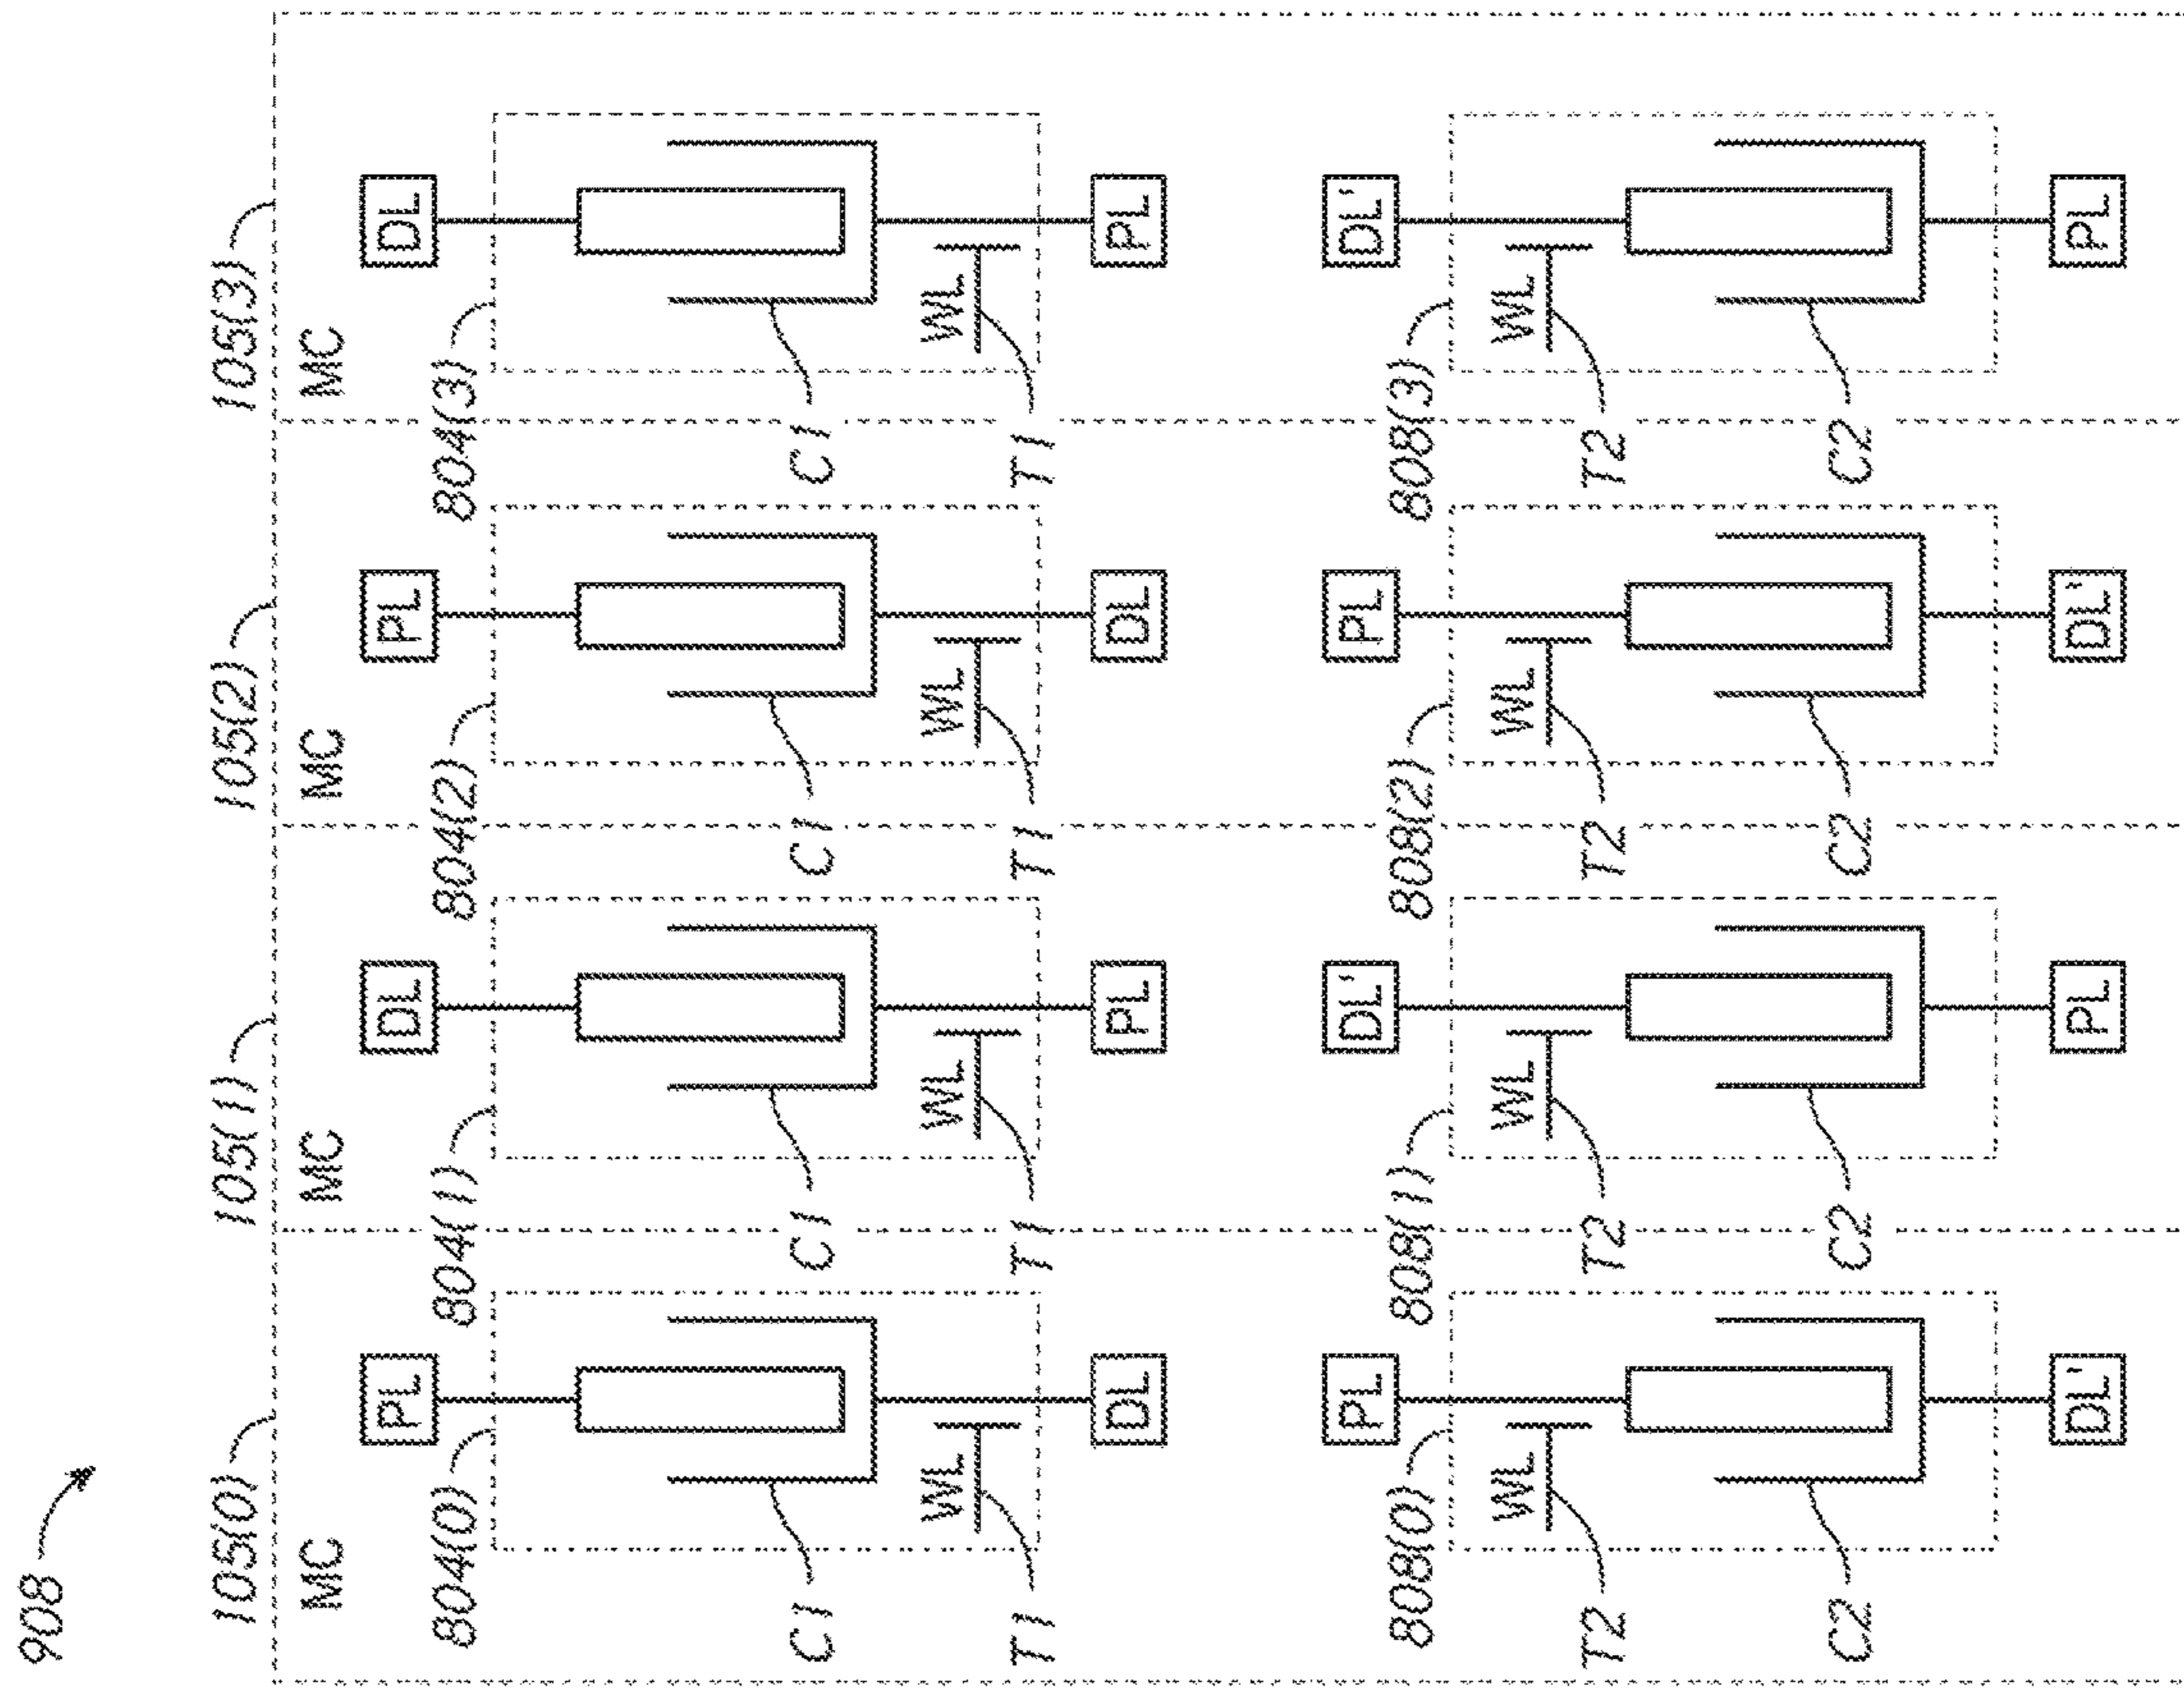 908
105(0) 105(1) 105(2) 105(3)
MC MC MC MC
PL DL PL DL
804(0) 804(1) 804(2) 804(3)
C1 C1 C1 C1
WL WL WL WL
T1 T1 T1 T1
DL PL DL PL
PL DL' PL DL'
808(0) 808(1) 808(2) 808(3)
WL WL WL WL
T2 T2 T2 T2
C2 C2 C2 C2
DL' PL DL' PL